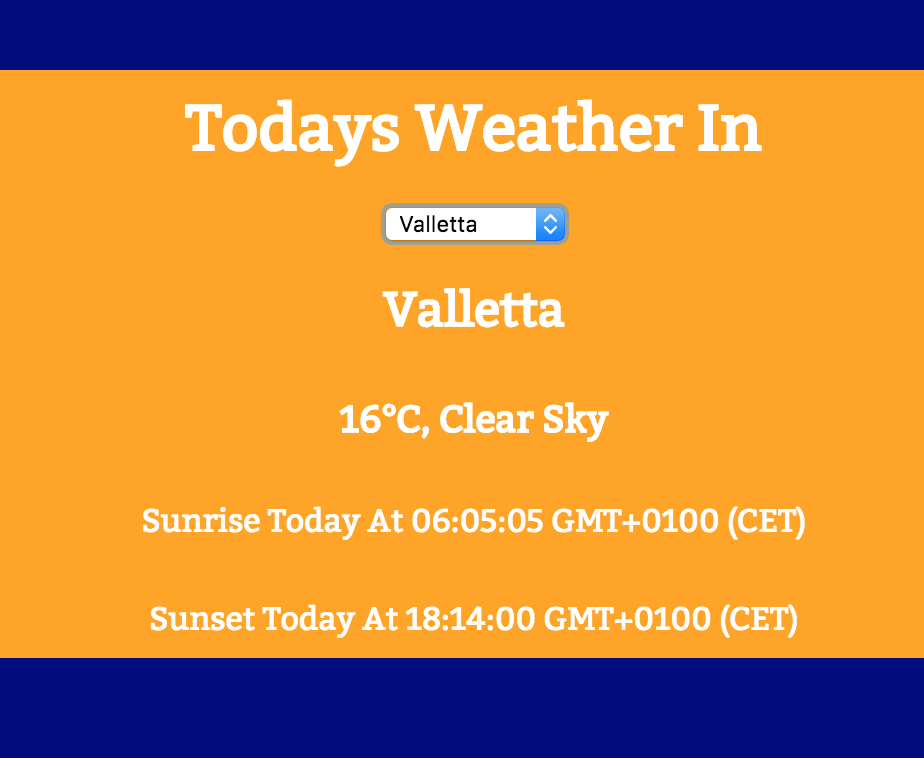 Todays Weather In
Valletta
Valletta
16°C, Clear Sky
Sunrise Today At 06:05:05 GMT+0100 (CET)
Sunset Today At 18:14:00 GMT+0100 (CET)